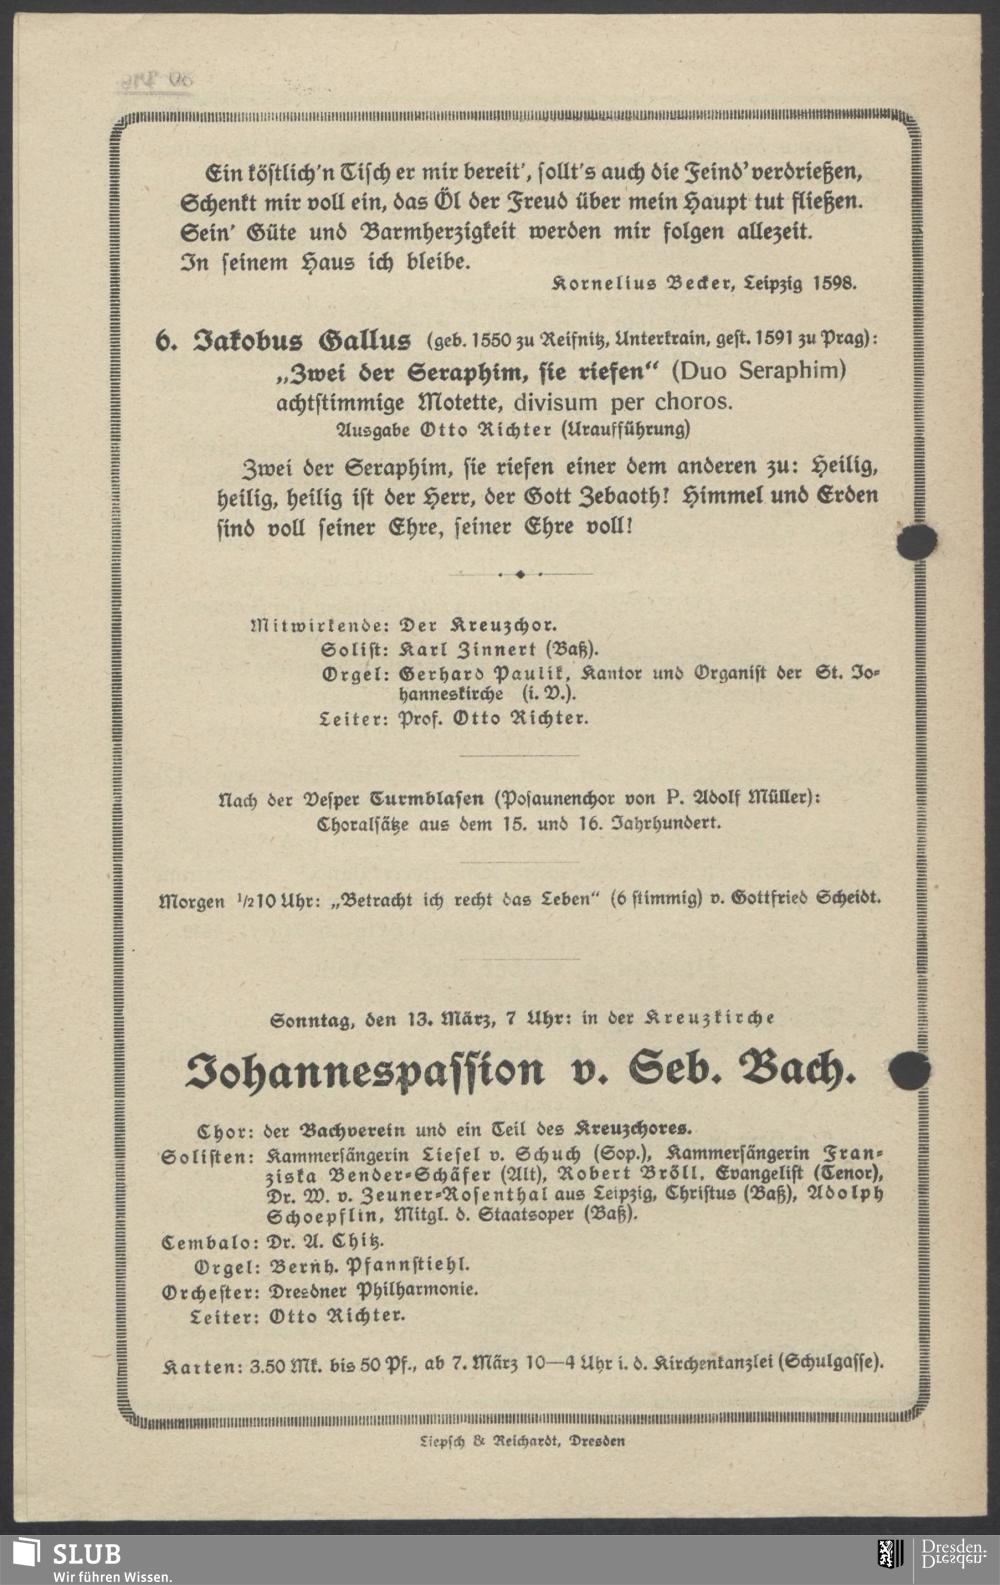 Ein köstlich'n Tisch er mir bereit', sollt's auch die Feind' verdrießen,
Schenkt mir voll ein, das Öl der Freud über mein Haupt tut fließen.
Sein' Güte und Barmherzigkeit werden mir folgen allezeit.
In seinem Haus ich bleibe.
Kornelius Becker, Leipzig 1598.
6. Jakobus Gallus (geb. 1550 zu Reifnitz, Unterkrain, gest. 1591 zu Prag):
„Zwei der Seraphim, sie riefen“ (Duo Seraphim)
achtstimmige Motette, divisum per choros.
Ausgabe Otto Richter (Uraufführung)
Zwei der Seraphim, sie riefen einer dem anderen zu: Heilig,
heilig, heilig ist der Herr, der Gott Zebaoth! Himmel und Erden
sind voll seiner Ehre, seiner Ehre voll!
Mitwirkende: Der Kreuzchor.
Solist: Karl Zinnert (Baß).
Orgel: Gerhard Paulik, Kantor und Organist der St. Jo-
hanneskirche (i. V.).
Leiter: Prof. Otto Richter.
Nach der Vesper Turmblasen (Posaunenchor von P. Adolf Müller):
Choralsätze aus dem 15. und 16. Jahrhundert.
Morgen ½10 Uhr: „Betracht ich recht das Leben“ (6 stimmig) v. Gottfried Scheidt.
Sonntag, den 13. März, 7 Uhr: in der Kreuzkirche
Johannespassion v. Seb. Bach.
Chor: der Bachverein und ein Teil des Kreuzchores.
Solisten: Kammersängerin Liesel v. Schuch (Sop.), Kammersängerin Fran-
ziska Bender-Schäfer (Alt), Robert Bröll, Evangelist (Tenor),
Dr. W. v. Zeuner-Rosenthal aus Leipzig, Christus (Baß), Adolph
Schoepflin, Mitgl. d. Staatsoper (Baß).
Cembalo: Dr. A. Chitz.
Orgel: Bernh. Pfannstiehl.
Orchester: Dresdner Philharmonie.
Leiter: Otto Richter.
Karten: 3.50 Mk. bis 50 Pf., ab 7. März 10—4 Uhr i. d. Kirchenkanzlei (Schulgasse).
Liepsch & Reichardt, Dresden
SLUB
Wir führen Wissen.
Dresden.
Dresden.